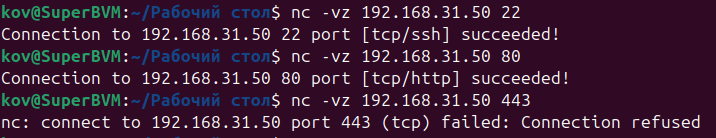 kov@SuperBVM:~/Рабочий стол$ nc -vz 192.168.31.50 22
Connection to 192.168.31.50 22 port [tcp/ssh] succeeded!
kov@SuperBVM:~/Рабочий стол$ nc -vz 192.168.31.50 80
Connection to 192.168.31.50 80 port [tcp/http] succeeded!
kov@SuperBVM:~/Рабочий стол$ nc -vz 192.168.31.50 443
nc: connect to 192.168.31.50 port 443 (tcp) failed: Connection refused